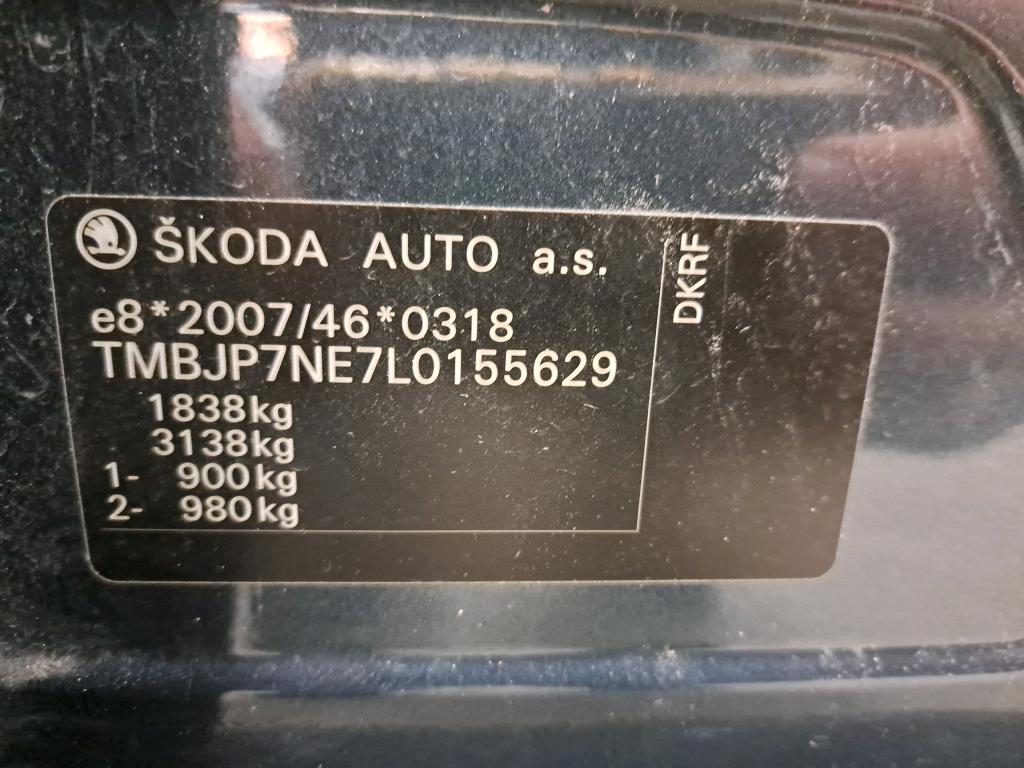 ŠKODA AUTO a.s.
e8*2007/46*0318
TMBJP7NE7L0155629
1838kg
3138kg
1- 900kg
2- 980kg
DKRF